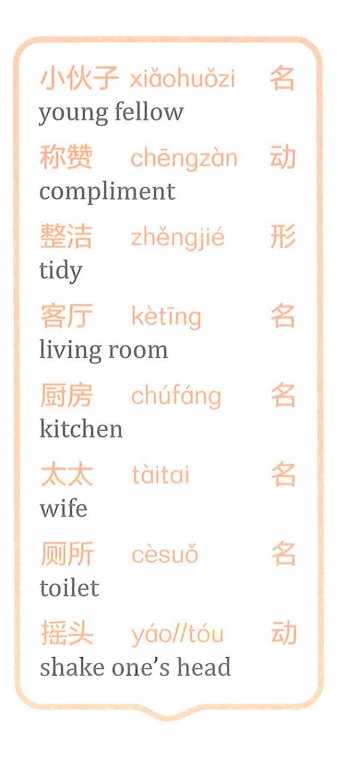 小伙子 xiǎohuǒzi 名
young fellow
称赞 chēngzàn 动
compliment
整洁 zhěngjié 形
tidy
客厅 kètīng 名
living room
厨房 chúfáng 名
kitchen
太太 tàitai 名
wife
厕所 cèsuǒ 名
toilet
摇头 yáo//tóu 动
shake one's head